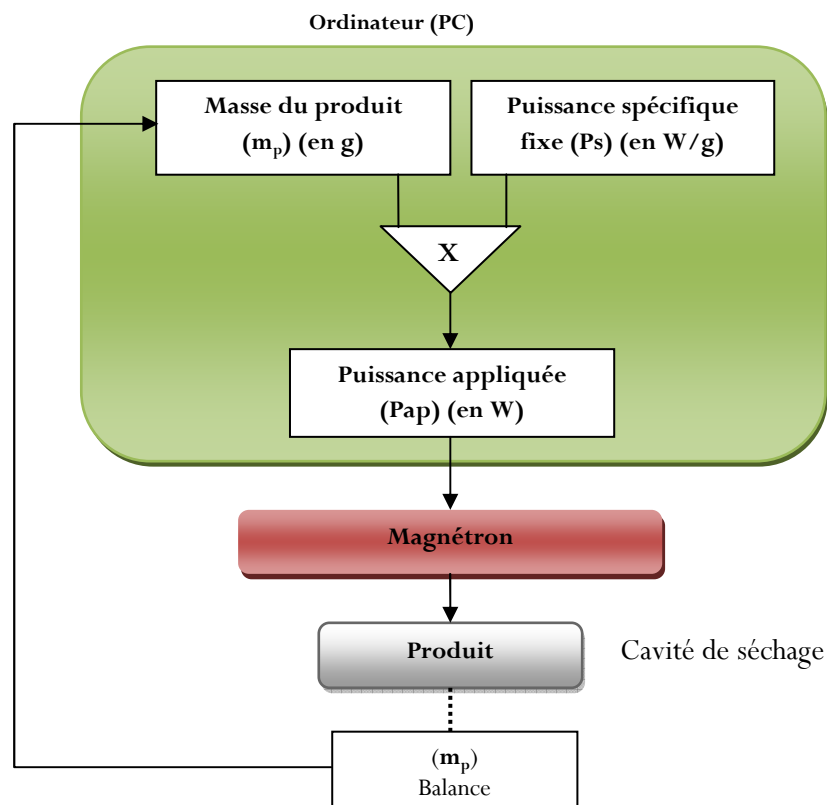 Ordinateur (PC)
Masse du produit
(mp) (en g)
Puissance spécifique
fixe (Ps) (en W/g)
X
Puissance appliquée
(Pap) (en W)
Magnétron
Produit
Cavité de séchage
(mp)
Balance